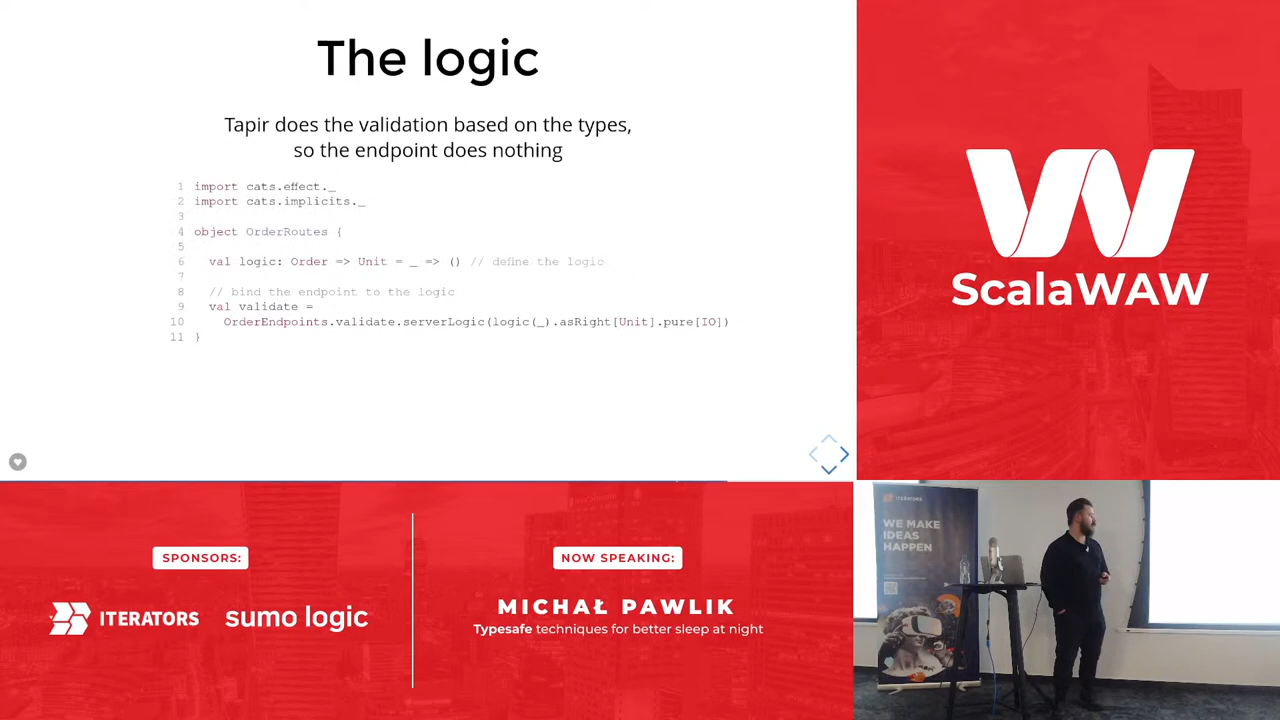 The logic
Tapir does the validation based on the types,
so the endpoint does nothing
1 import cats.effect._
2 import cats.implicits._
3
4 object OrderRoutes {
5
6 val logic: Order => Unit = _ => () // define the logic
7
8 // bind the endpoint to the logic
9 val validate =
10 OrderEndpoints.validate.serverLogic(logic(_).asRight[Unit].pure[IO])
11 }
ScalaWAW
SPONSORS:
ITERATORS
sumo logic
NOW SPEAKING:
MICHAŁ PAWLIK
Typesafe techniques for better sleep at night
ITERATORS
WE MAKE
IDEAS
HAPPEN